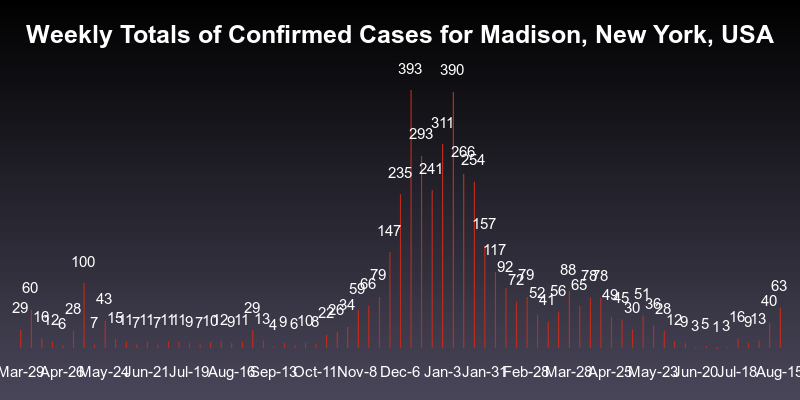 Weekly Totals of Confirmed Cases for Madison, New York, USA
29 60 16 12 6 28 100 7 43 15 11 7 11 7 11 11 9 7 10 12 9 11 29 13 4 9 6 10 8 22 26 34 59 66 79 147 235 393 293 241 311 390 266 254 157 117 92 72 79 52 41 56 88 65 78 78 49 45 30 51 36 28 12 9 3 5 1 3 16 9 13 40 63
Mar-29 Apr-26 May-24 Jun-21 Jul-19 Aug-16 Sep-13 Oct-11 Nov-8 Dec-6 Jan-3 Jan-31 Feb-28 Mar-28 Apr-25 May-23 Jun-20 Jul-18 Aug-15